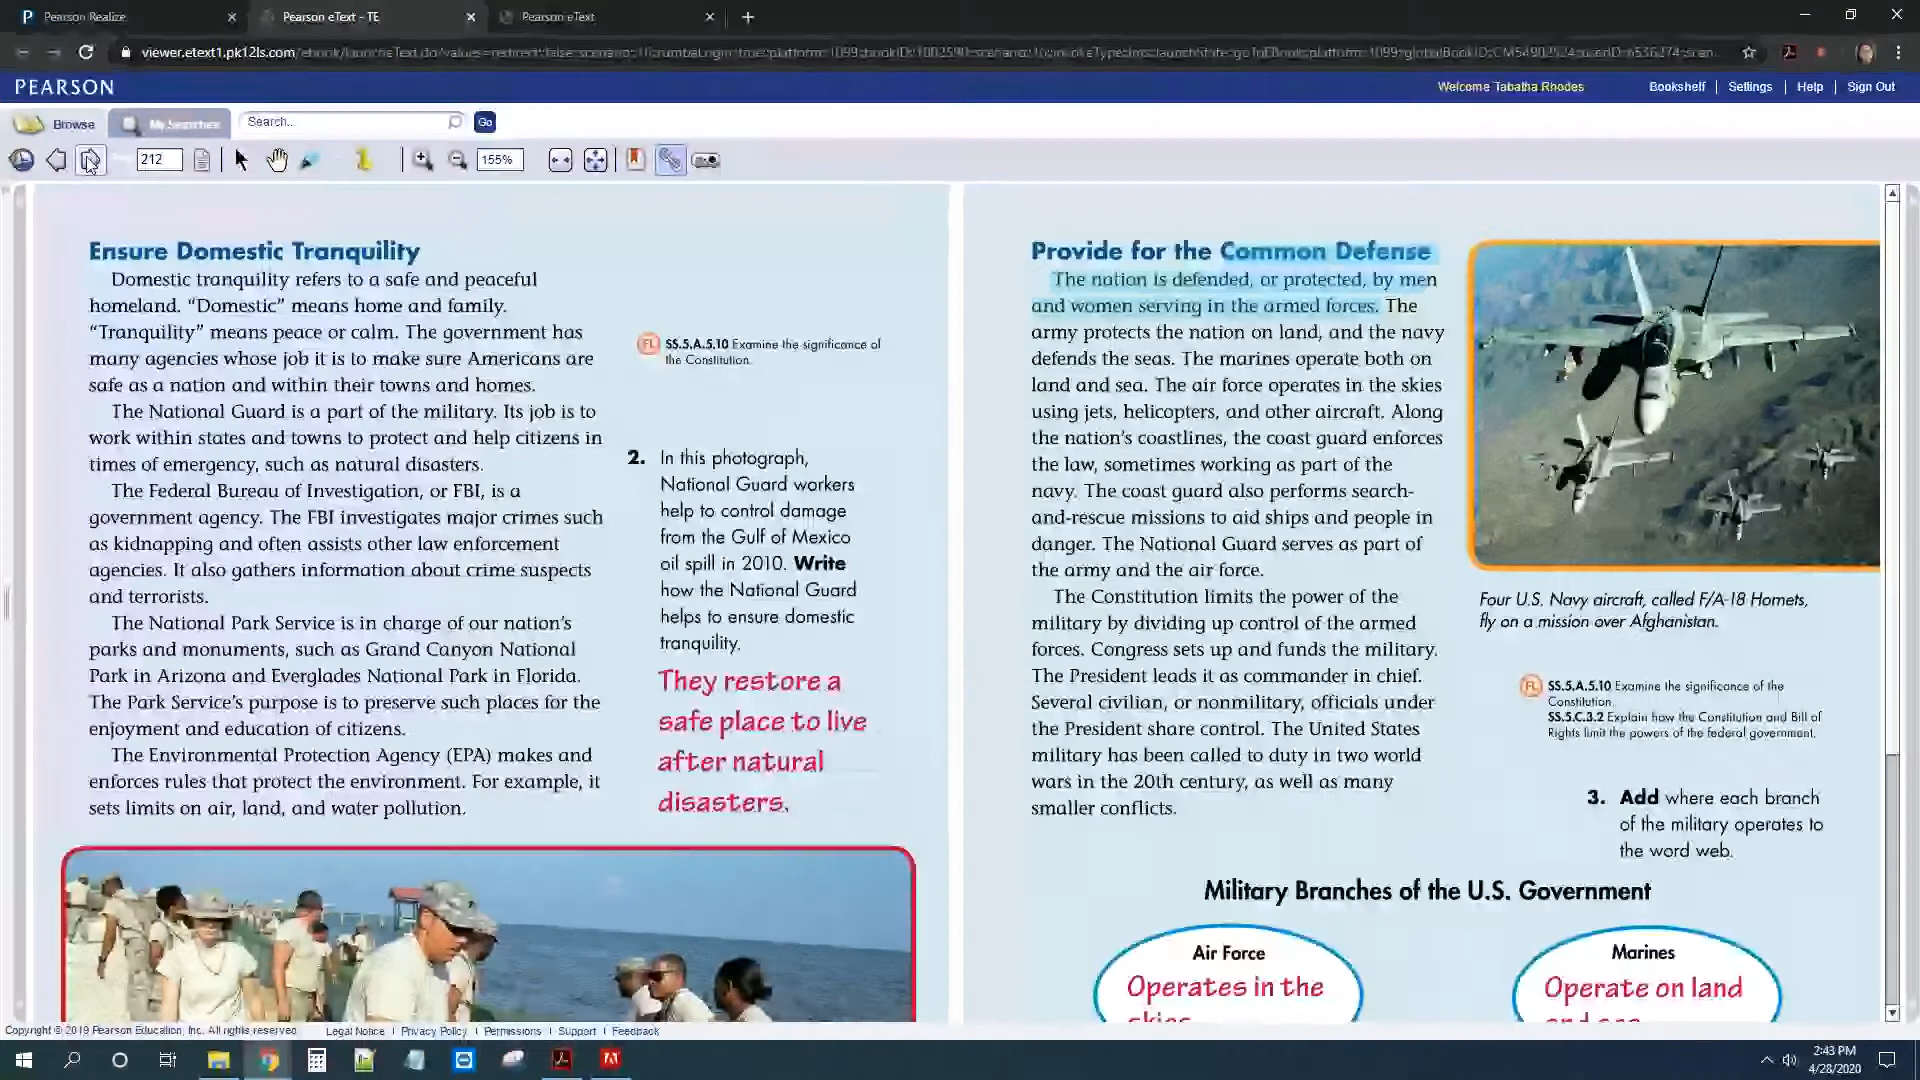 Pearson Realize
Pearson eText - TE
Pearson eText
PEARSON
Welcome Tabatha Rhodes
Bookshelf | Settings | Help | Sign Out
Browse
My Searches
Search...
Go
212
155%
Ensure Domestic Tranquility
Domestic tranquility refers to a safe and peaceful
homeland. “Domestic” means home and family.
“Tranquility” means peace or calm. The government has
many agencies whose job it is to make sure Americans are
safe as a nation and within their towns and homes.
The National Guard is a part of the military. Its job is to
work within states and towns to protect and help citizens in
times of emergency, such as natural disasters.
The Federal Bureau of Investigation, or FBI, is a
government agency. The FBI investigates major crimes such
as kidnapping and often assists other law enforcement
agencies. It also gathers information about crime suspects
and terrorists.
The National Park Service is in charge of our nation’s
parks and monuments, such as Grand Canyon National
Park in Arizona and Everglades National Park in Florida.
The Park Service’s purpose is to preserve such places for the
enjoyment and education of citizens.
The Environmental Protection Agency (EPA) makes and
enforces rules that protect the environment. For example, it
sets limits on air, land, and water pollution.
FL SS.5.A.5.10 Examine the significance of
the Constitution.
2. In this photograph,
National Guard workers
help to control damage
from the Gulf of Mexico
oil spill in 2010. Write
how the National Guard
helps to ensure domestic
tranquility.
They restore a
safe place to live
after natural
disasters.
Provide for the Common Defense
The nation is defended, or protected, by men
and women serving in the armed forces. The
army protects the nation on land, and the navy
defends the seas. The marines operate both on
land and sea. The air force operates in the skies
using jets, helicopters, and other aircraft. Along
the nation’s coastlines, the coast guard enforces
the law, sometimes working as part of the
navy. The coast guard also performs search-
and-rescue missions to aid ships and people in
danger. The National Guard serves as part of
the army and the air force.
The Constitution limits the power of the
military by dividing up control of the armed
forces. Congress sets up and funds the military.
The President leads it as commander in chief.
Several civilian, or nonmilitary, officials under
the President share control. The United States
military has been called to duty in two world
wars in the 20th century, as well as many
smaller conflicts.
Four U.S. Navy aircraft, called F/A-18 Hornets,
fly on a mission over Afghanistan.
FL SS.5.A.5.10 Examine the significance of the
Constitution.
SS.5.C.3.2 Explain how the Constitution and Bill of
Rights limit the powers of the federal government.
3. Add where each branch
of the military operates to
the word web.
Military Branches of the U.S. Government
Air Force
Operates in the
skies
Marines
Operate on land
and sea
Copyright © 2019 Pearson Education, Inc. All rights reserved
Legal Notice | Privacy Policy | Permissions | Support | Feedback
2:43 PM
4/28/2020